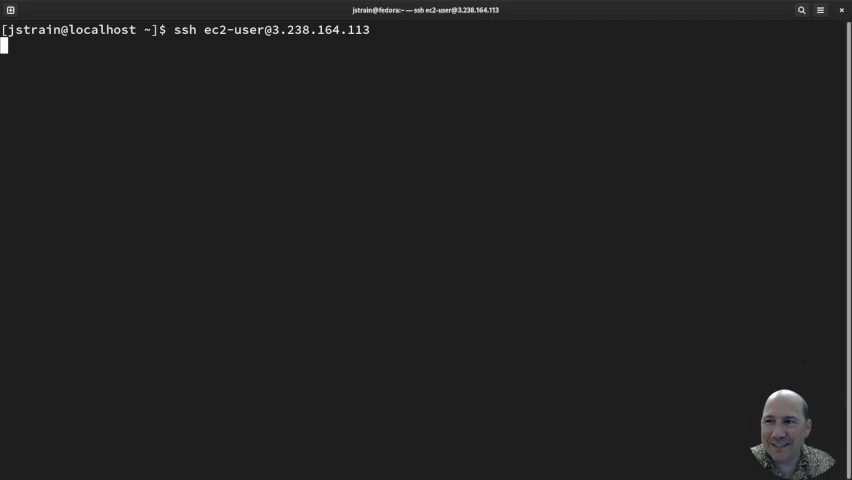 jstrain@fedora:~ — ssh ec2-user@3.238.164.113
[jstrain@localhost ~]$ ssh ec2-user@3.238.164.113